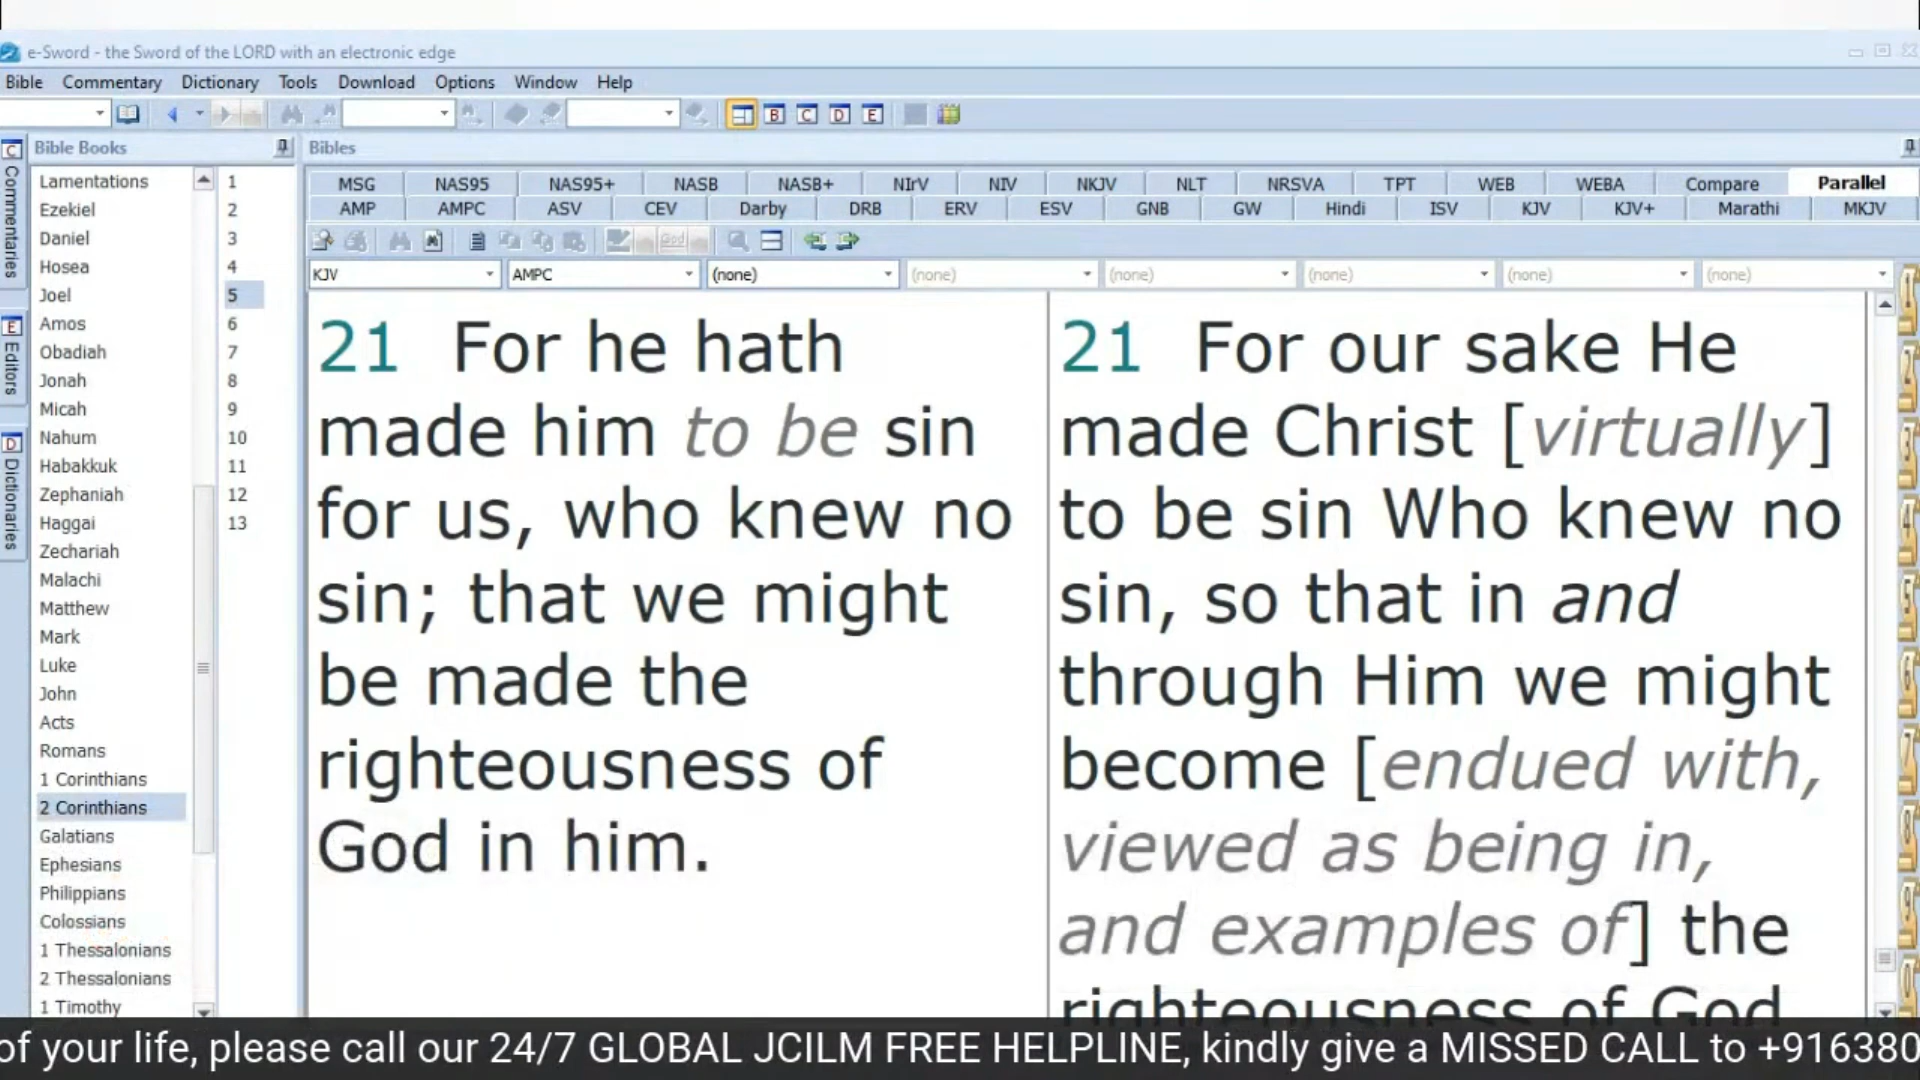 e-Sword - the Sword of the LORD with an electronic edge
Bible Commentary Dictionary Tools Download Options Window Help
B C D E
Bible Books
Bibles
C Commentaries
E Editors
D Dictionaries
Lamentations
Ezekiel
Daniel
Hosea
Joel
Amos
Obadiah
Jonah
Micah
Nahum
Habakkuk
Zephaniah
Haggai
Zechariah
Malachi
Matthew
Mark
Luke
John
Acts
Romans
1 Corinthians
2 Corinthians
Galatians
Ephesians
Philippians
Colossians
1 Thessalonians
2 Thessalonians
1 Timothy
1
2
3
4
5
6
7
8
9
10
11
12
13
MSG NAS95 NAS95+ NASB NASB+ NIrV NIV NKJV NLT NRSVA TPT WEB WEBA Compare Parallel
AMP AMPC ASV CEV Darby DRB ERV ESV GNB GW Hindi ISV KJV KJV+ Marathi MKJV
God
KJV AMPC (none) (none) (none) (none) (none) (none)
21 For he hath
made him to be sin
for us, who knew no
sin; that we might
be made the
righteousness of
God in him.
21 For our sake He
made Christ [virtually]
to be sin Who knew no
sin, so that in and
through Him we might
become [endued with,
viewed as being in,
and examples of] the
righteousness of God
of your life, please call our 24/7 GLOBAL JCILM FREE HELPLINE, kindly give a MISSED CALL to +916380